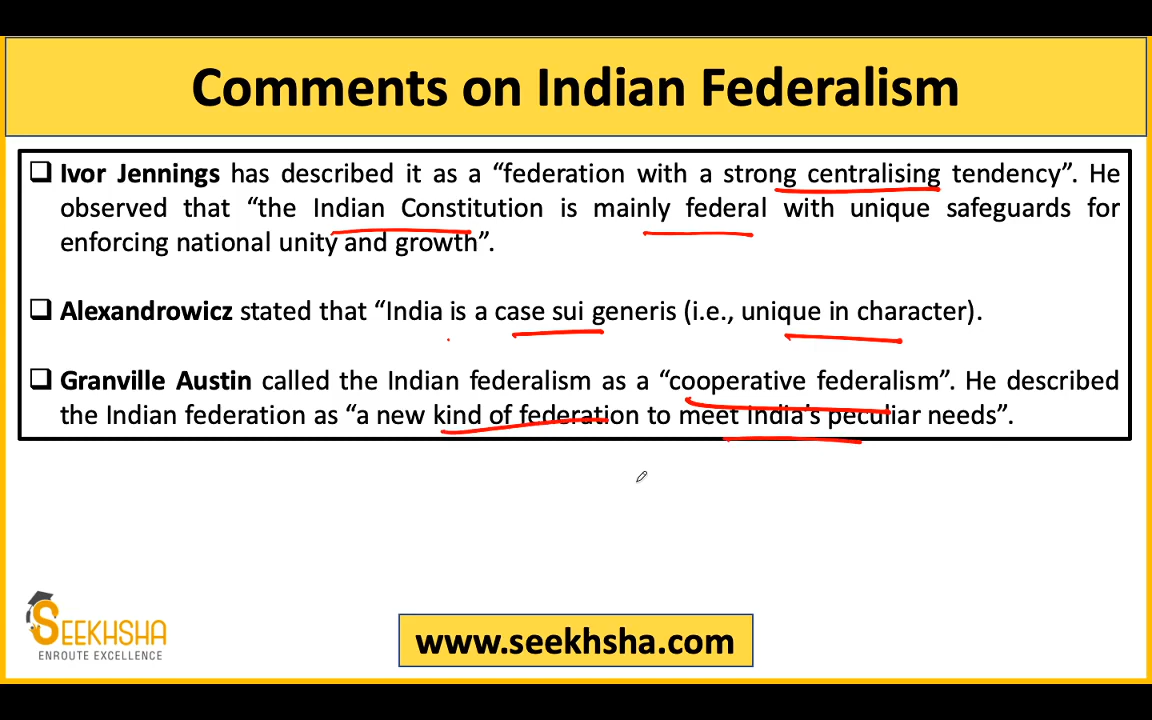 Comments on Indian Federalism
❑ Ivor Jennings has described it as a “federation with a strong centralising tendency”. He
observed that “the Indian Constitution is mainly federal with unique safeguards for
enforcing national unity and growth”.
❑ Alexandrowicz stated that “India is a case sui generis (i.e., unique in character).
❑ Granville Austin called the Indian federalism as a “cooperative federalism”. He described
the Indian federation as “a new kind of federation to meet India's peculiar needs”.
SEEKHSHA
ENROUTE EXCELLENCE
www.seekhsha.com